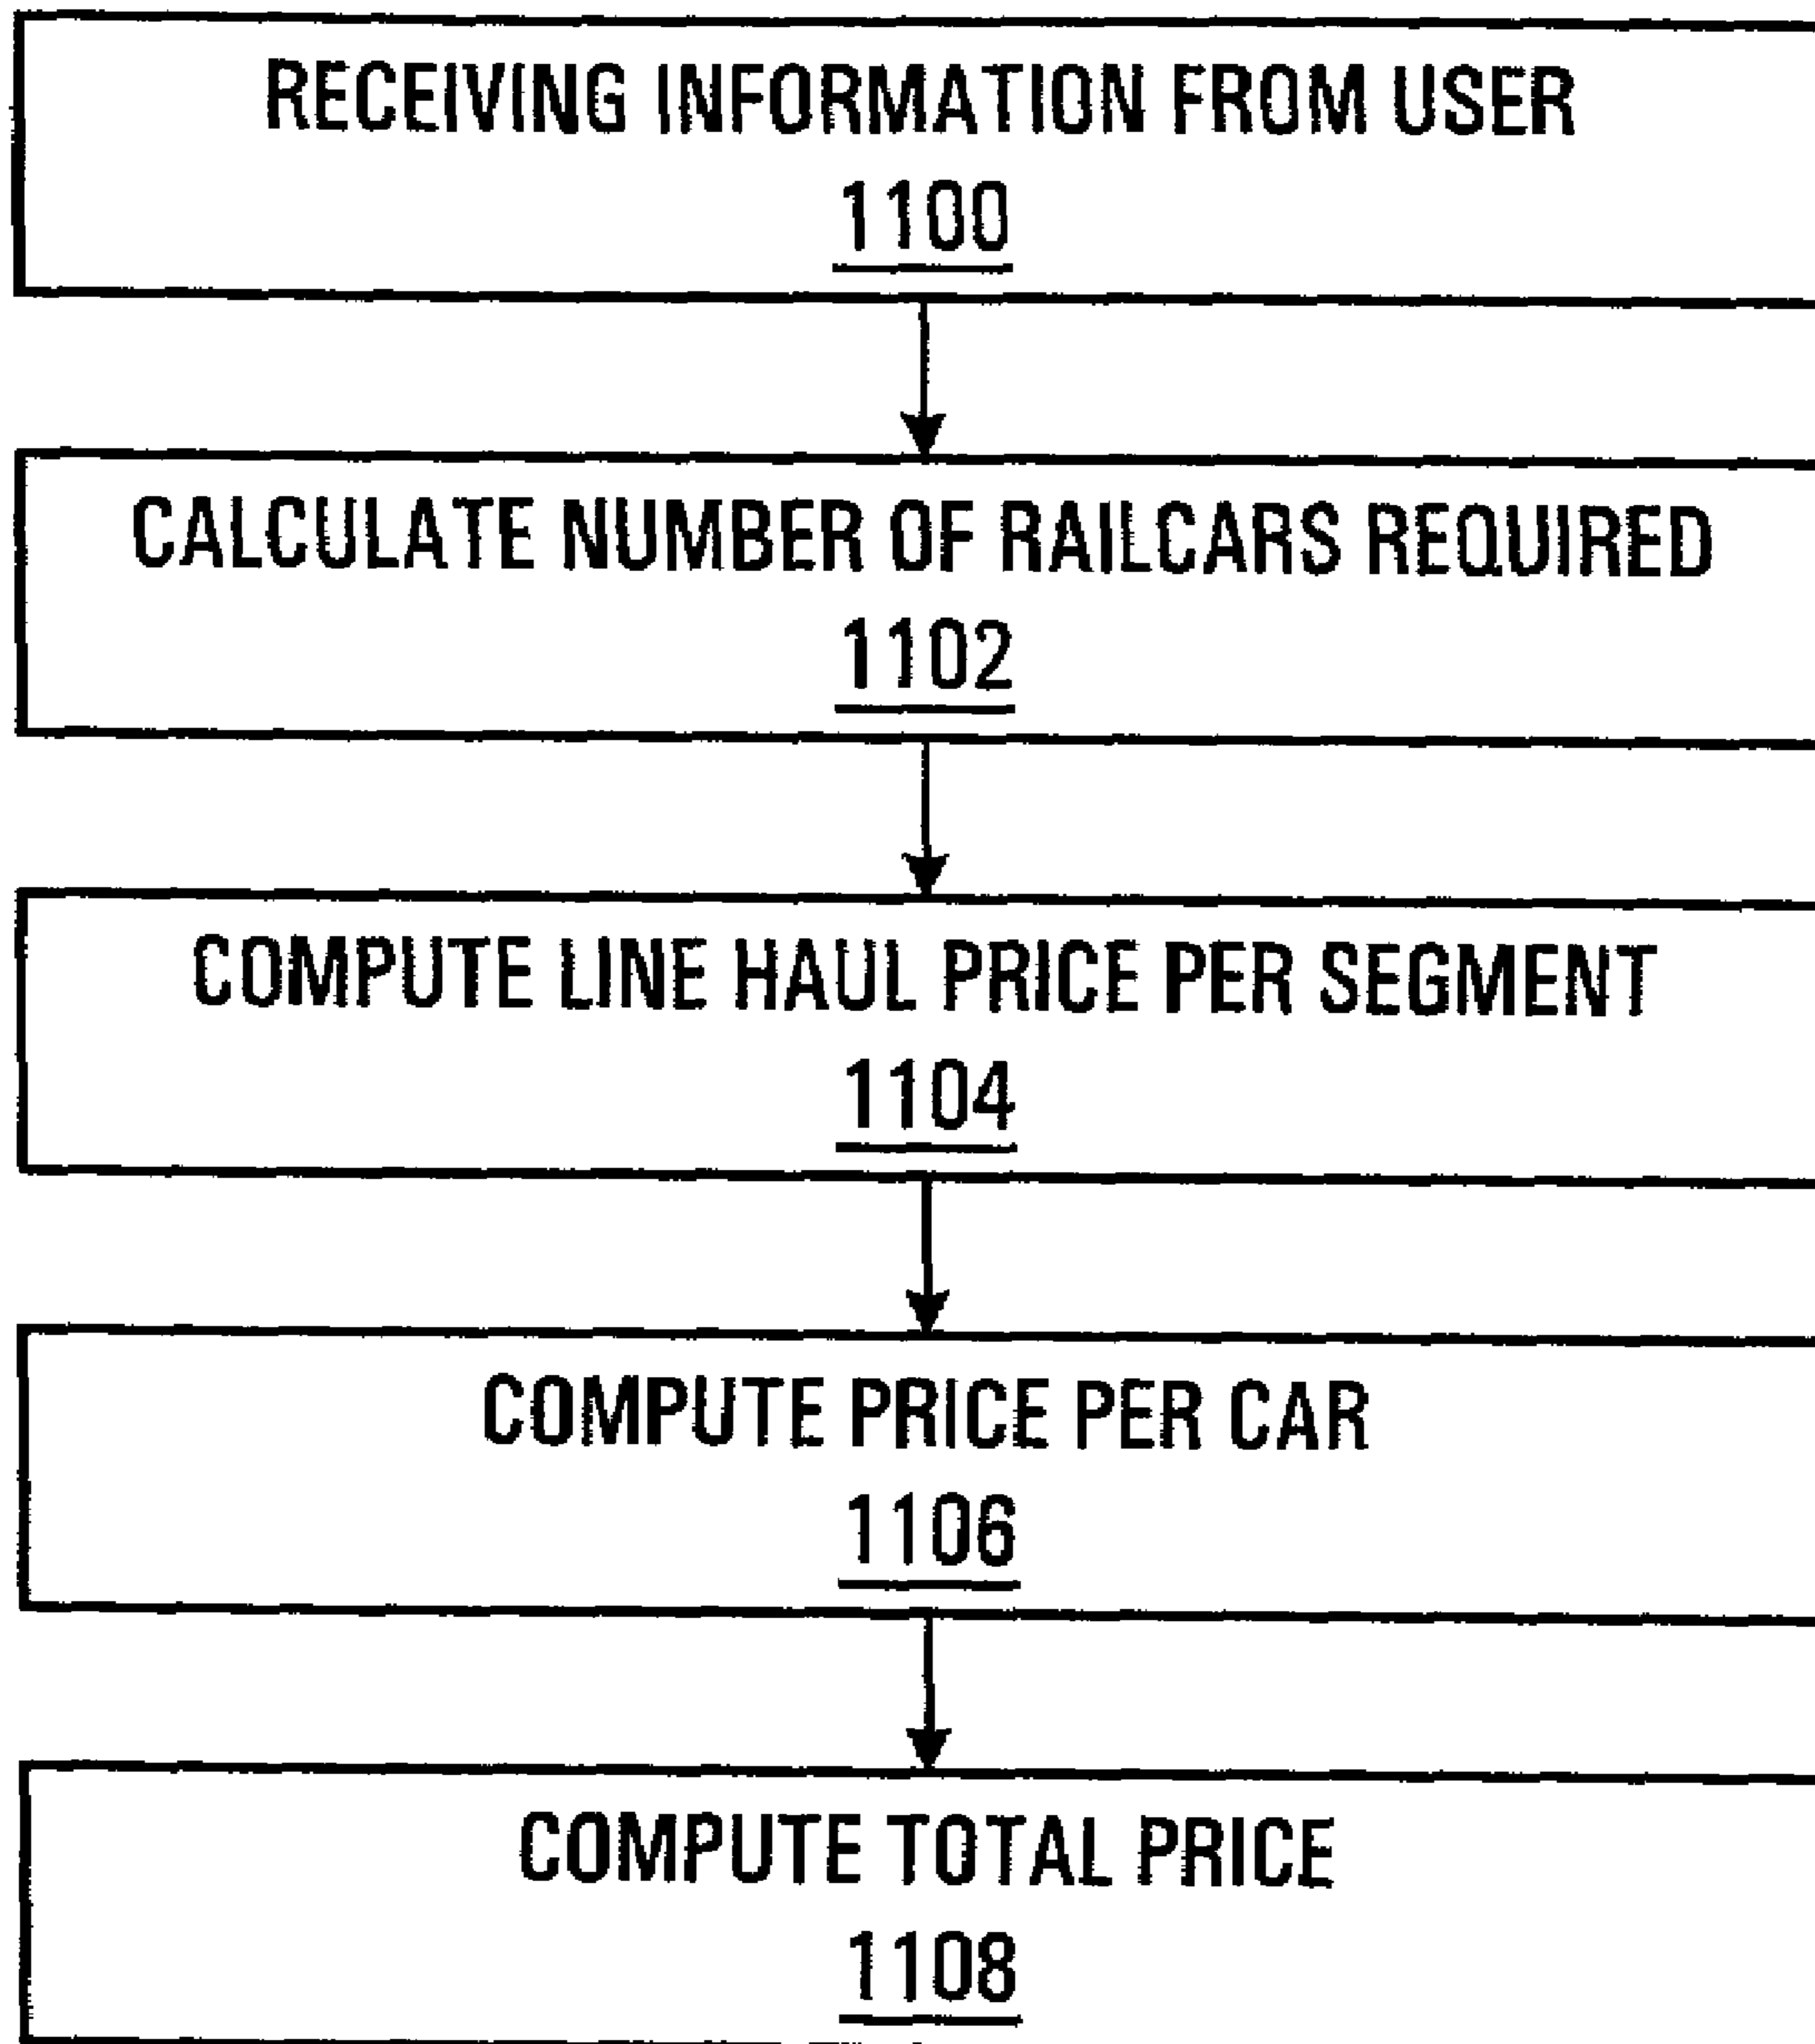 RECEIVING INFORMATION FROM USER
1100
CALCULATE NUMBER OF RAILCARS REQUIRED
1102
COMPUTE LINE HAUL PRICE PER SEGMENT
1104
COMPUTE PRICE PER CAR
1106
COMPUTE TOTAL PRICE
1108